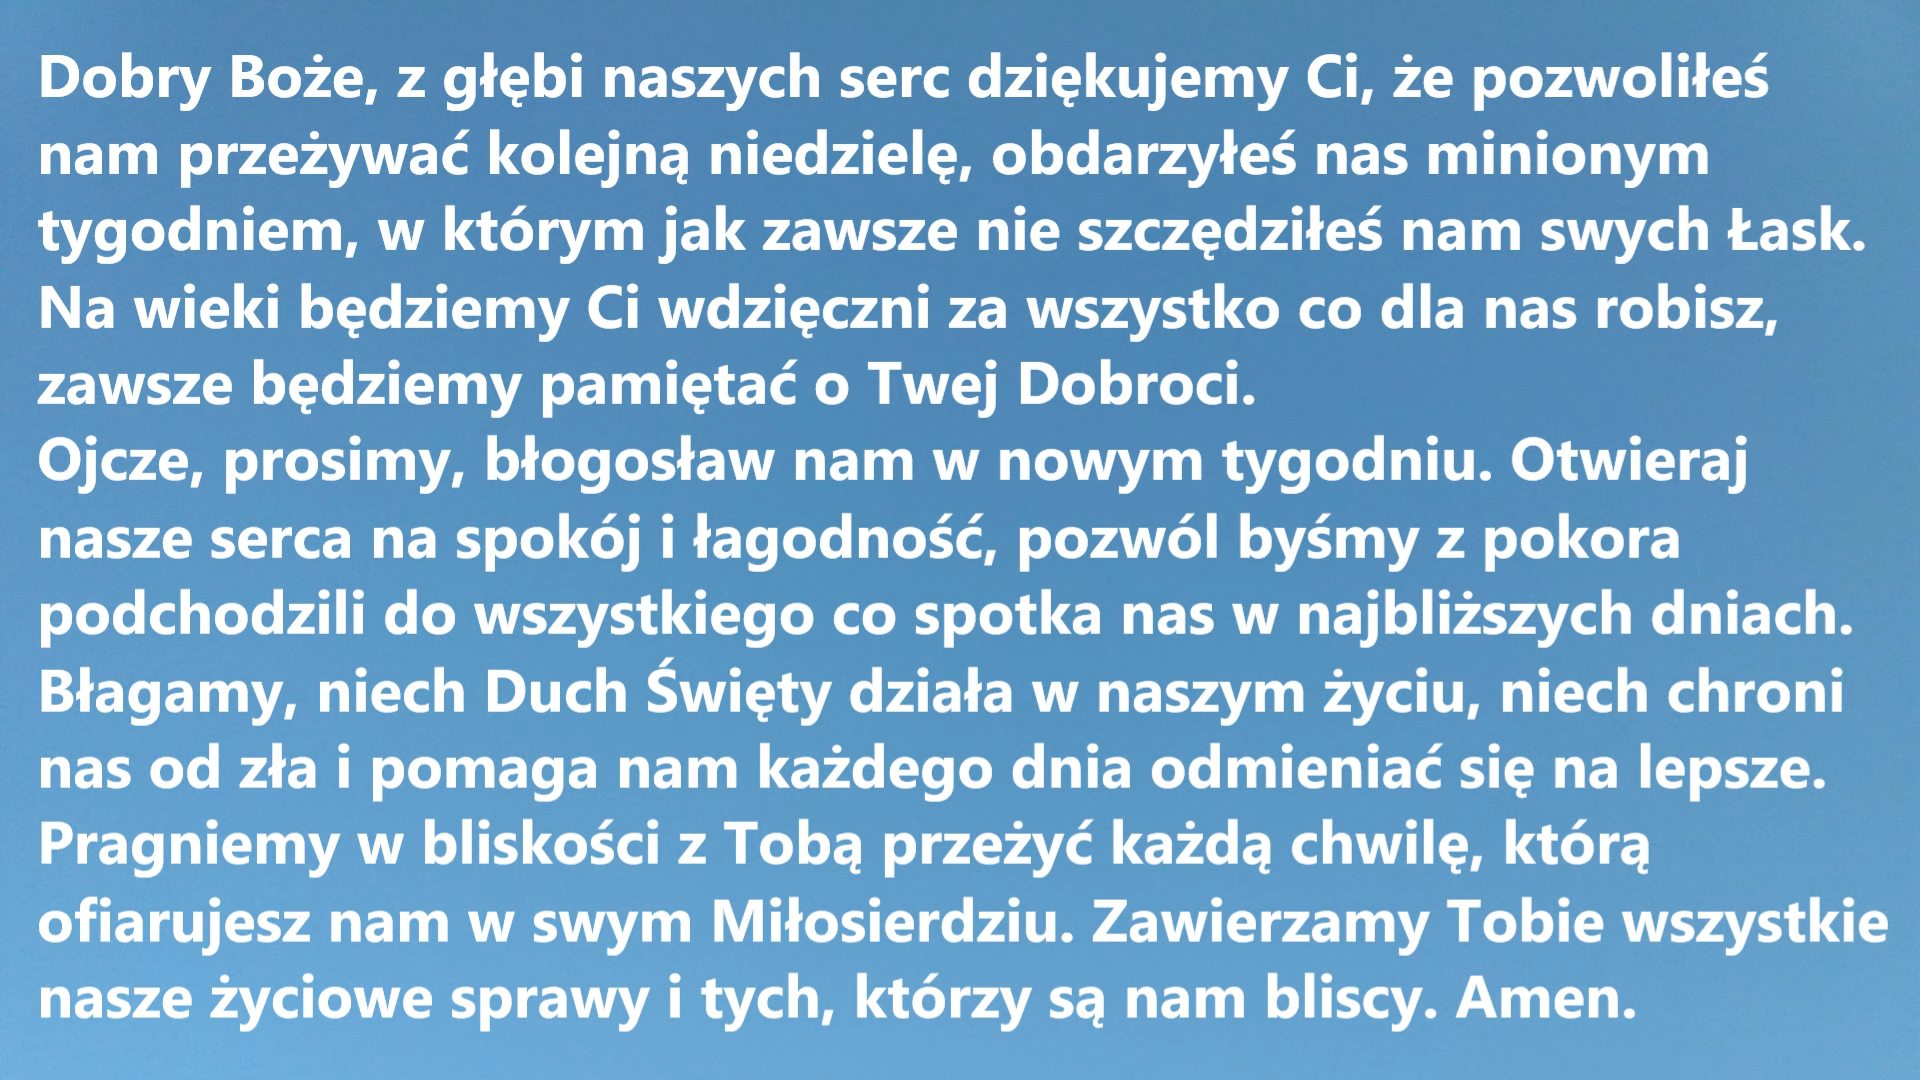 Dobry Boże, z głębi naszych serc dziękujemy Ci, że pozwoliłeś
nam przeżywać kolejną niedzielę, obdarzyłeś nas minionym
tygodniem, w którym jak zawsze nie szczędziłeś nam swych Łask.
Na wieki będziemy Ci wdzięczni za wszystko co dla nas robisz,
zawsze będziemy pamiętać o Twej Dobroci.
Ojcze, prosimy, błogosław nam w nowym tygodniu. Otwieraj
nasze serca na spokój i łagodność, pozwól byśmy z pokora
podchodzili do wszystkiego co spotka nas w najbliższych dniach.
Błagamy, niech Duch Święty działa w naszym życiu, niech chroni
nas od zła i pomaga nam każdego dnia odmieniać się na lepsze.
Pragniemy w bliskości z Tobą przeżyć każdą chwilę, którą
ofiarujesz nam w swym Miłosierdziu. Zawierzamy Tobie wszystkie
nasze życiowe sprawy i tych, którzy są nam bliscy. Amen.